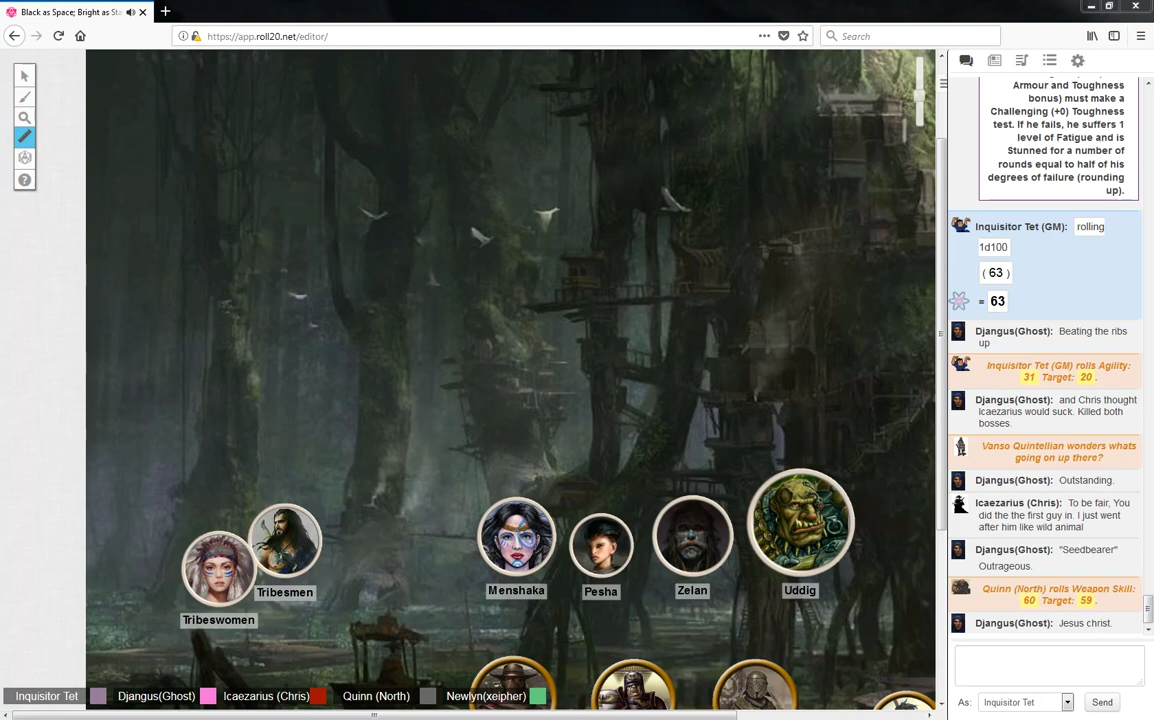 Black as Space; Bright as Sta
https://app.roll20.net/editor/
Search
Armour and Toughness
bonus) must make a
Challenging (+0) Toughness
test. If he fails, he suffers 1
level of Fatigue and is
Stunned for a number of
rounds equal to half of his
degrees of failure (rounding
up).
Inquisitor Tet (GM): rolling
1d100
( 63 )
= 63
Djangus(Ghost): Beating the ribs
up
Inquisitor Tet (GM) rolls Agility:
31 Target: 20 .
Djangus(Ghost): and Chris thought
Icaezarius would suck. Killed both
bosses.
Vanso Quintellian wonders whats
going on up there?
Djangus(Ghost): Outstanding.
Icaezarius (Chris): To be fair, You
did the the first guy in. I just went
after him like wild animal
Djangus(Ghost): "Seedbearer"
Outrageous.
Quinn (North) rolls Weapon Skill:
60 Target: 59 .
Djangus(Ghost): Jesus christ.
Tribesmen
Tribeswomen
Menshaka
Pesha
Zelan
Uddig
Inquisitor Tet
Djangus(Ghost)
Icaezarius (Chris)
Quinn (North)
Newlyn(xeipher)
As: Inquisitor Tet
Send